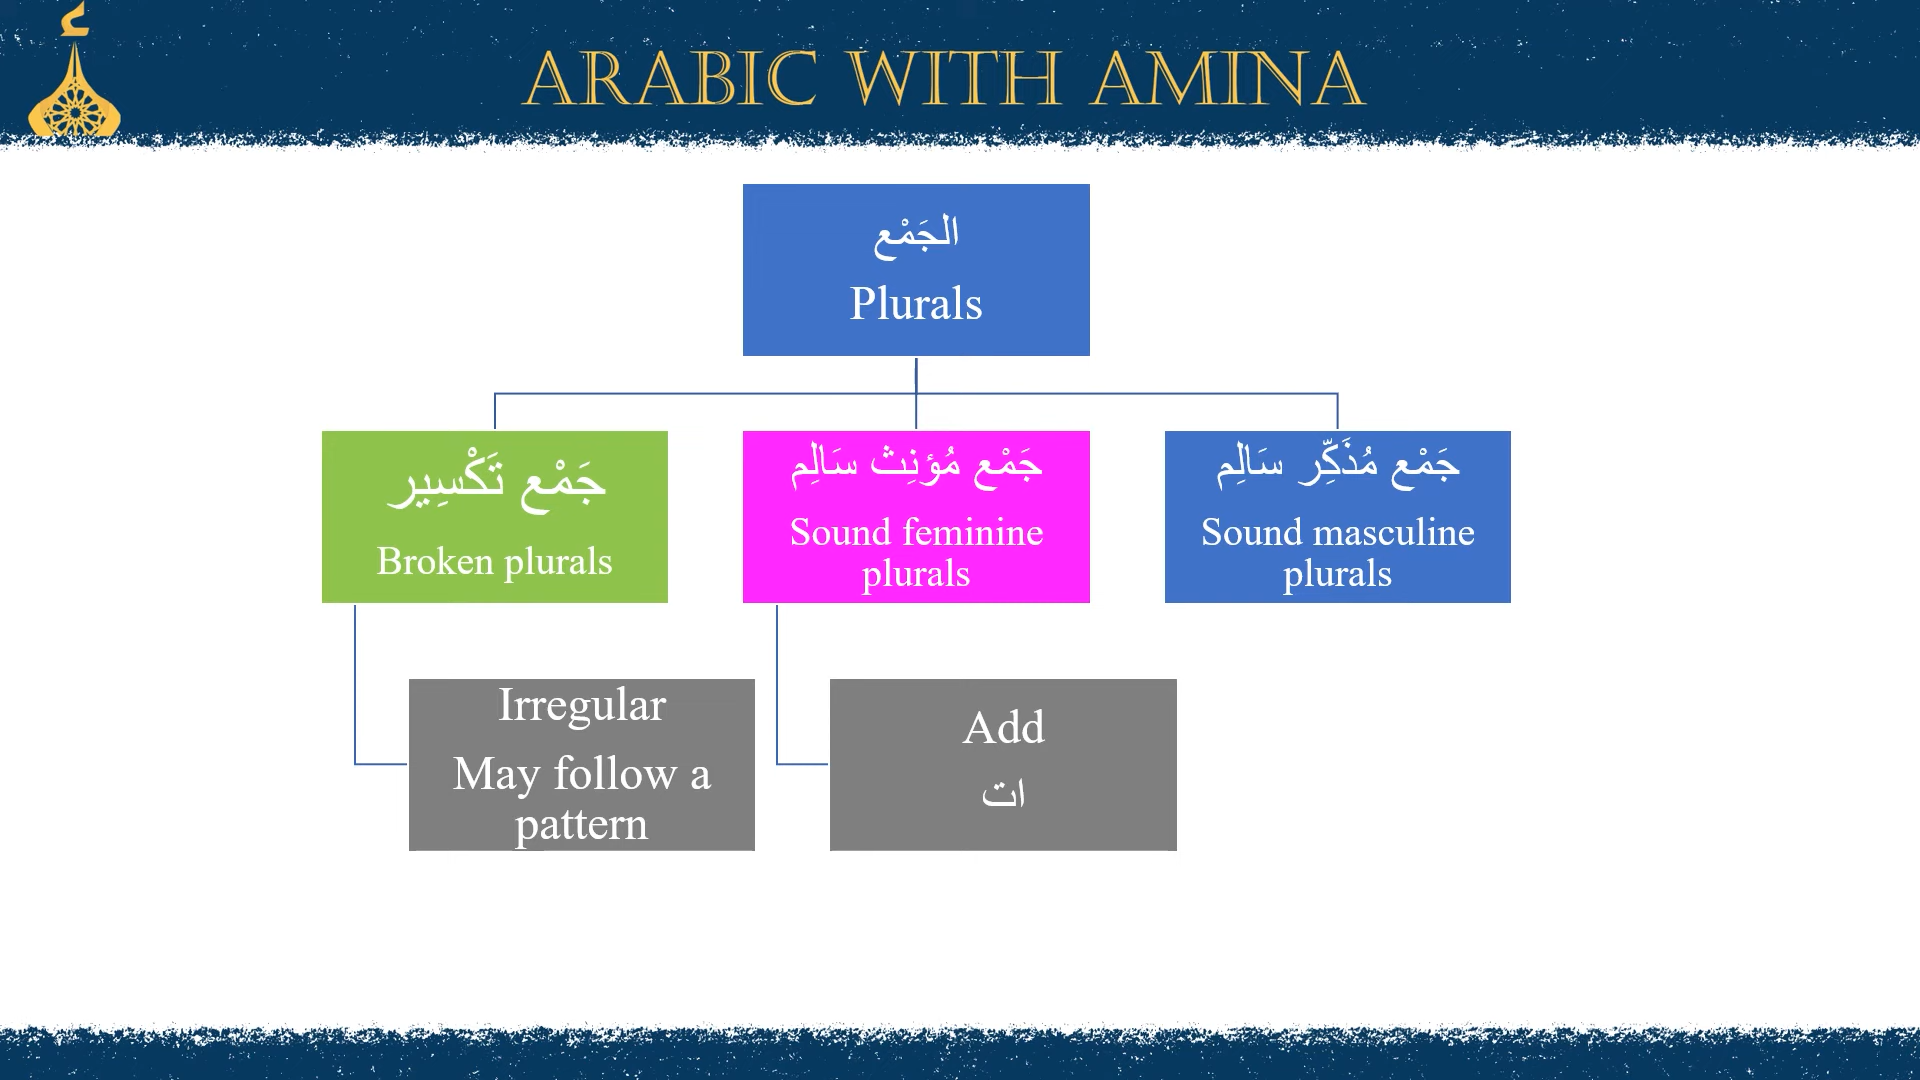 ARABIC WITH AMINA
الجَمْع
Plurals
جَمْع تَكْسِير
Broken plurals
جَمْع مُؤنِث سَالِم
Sound feminine
plurals
جَمْع مُذَكِّر سَالِم
Sound masculine
plurals
Irregular
May follow a
pattern
Add
ات